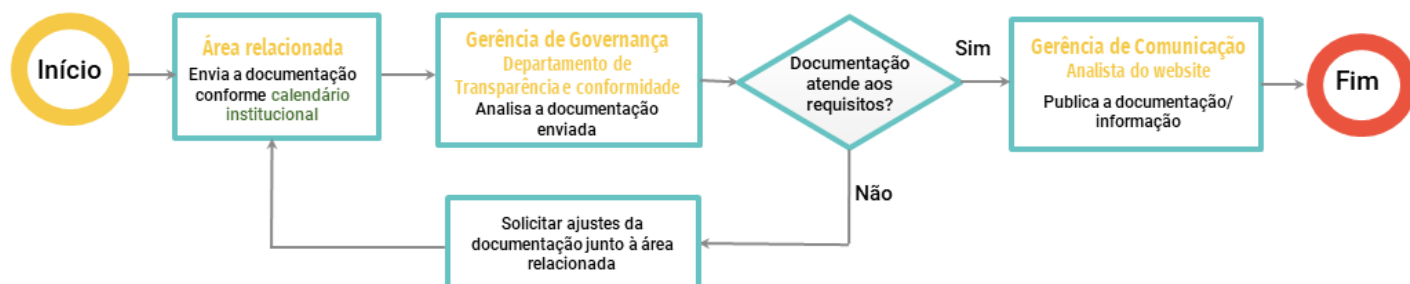 Início
Área relacionada
Envia a documentação
conforme calendário
institucional
Gerência de Governança
Departamento de
Transparência e conformidade
Analisa a documentação
enviada
Documentação
atende aos
requisitos?
Sim
Gerência de Comunicação
Analista do website
Publica a documentação/
informação
Fim
Não
Solicitar ajustes da
documentação junto à área
relacionada